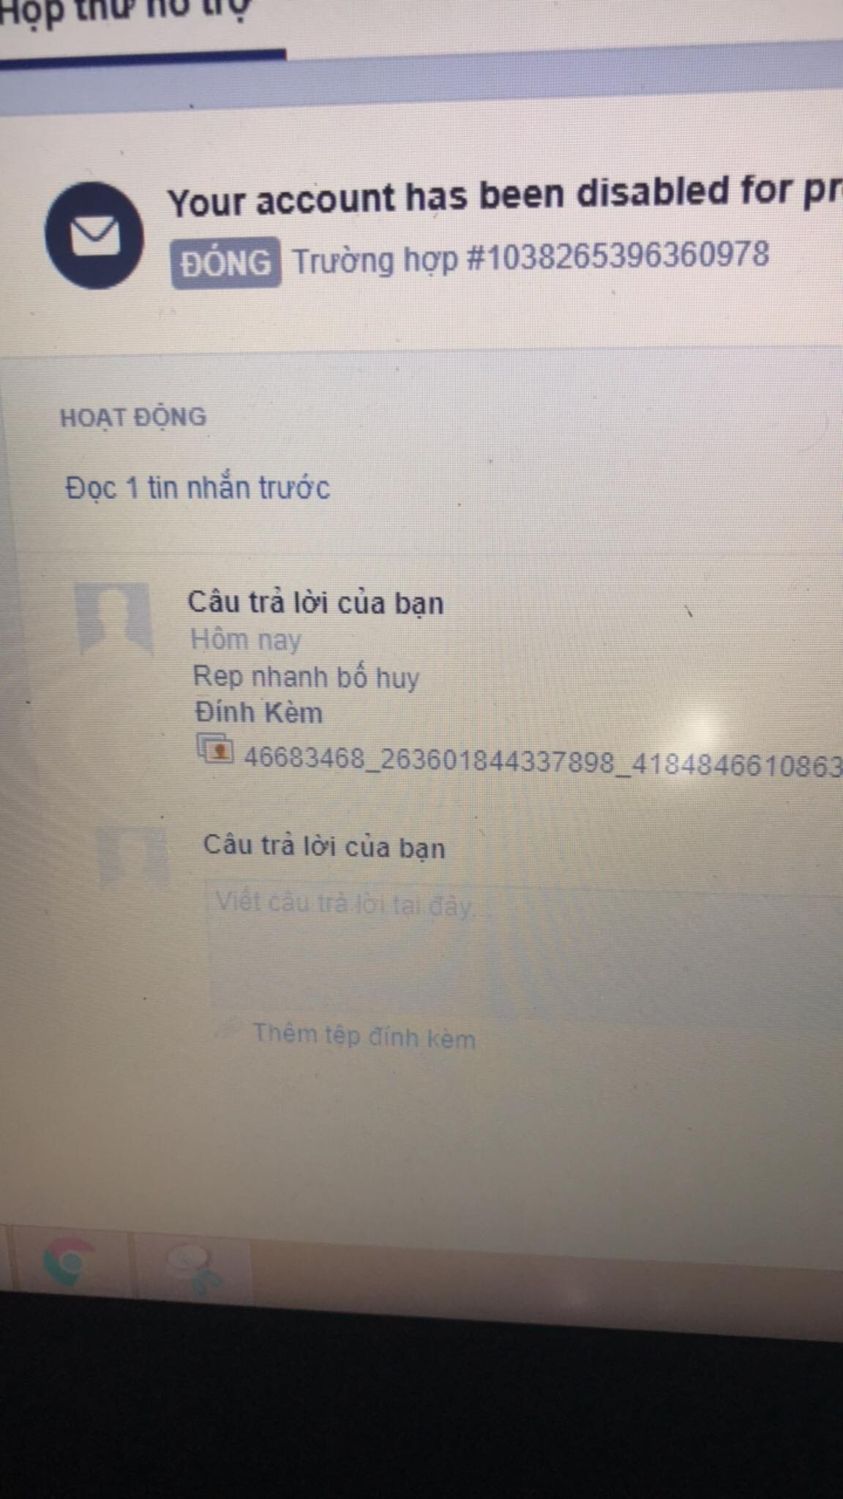 Hộp thư hỗ trợ
Your account has been disabled for pr
ĐÓNG Trường hợp #1038265396360978
HOẠT ĐỘNG
Đọc 1 tin nhắn trước
Câu trả lời của bạn
Hôm nay
Rep nhanh bố huy
Đính Kèm
46683468_263601844337898_4184846610863
Câu trả lời của bạn
Viết câu trả lời tại đây.
Thêm tệp đính kèm